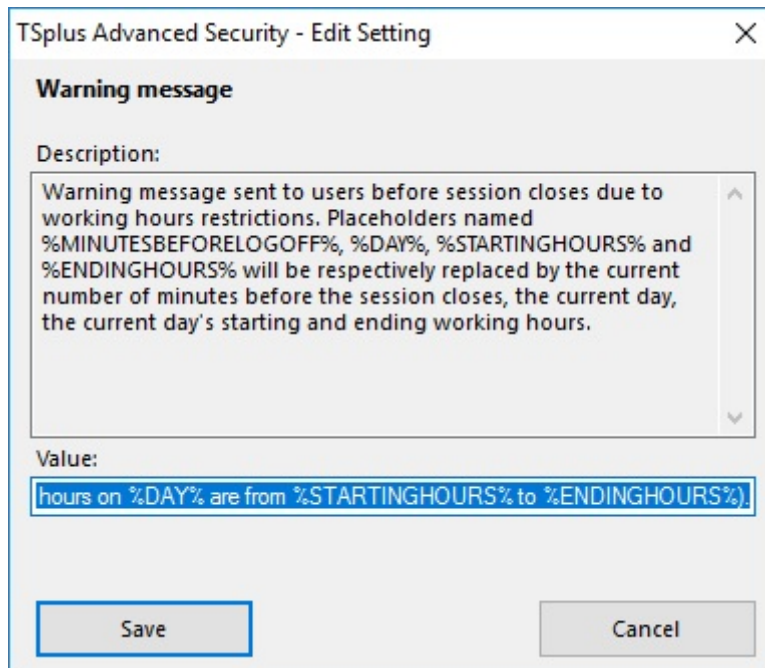 TSplus Advanced Security - Edit Setting
Warning message
Description:
Warning message sent to users before session closes due to
working hours restrictions. Placeholders named
%MINUTESBEFORELOGOFF%, %DAY%, %STARTINGHOURS% and
%ENDINGHOURS% will be respectively replaced by the current
number of minutes before the session closes, the current day,
the current day's starting and ending working hours.
Value:
hours on %DAY% are from %STARTINGHOURS% to %ENDINGHOURS%).
Save
Cancel